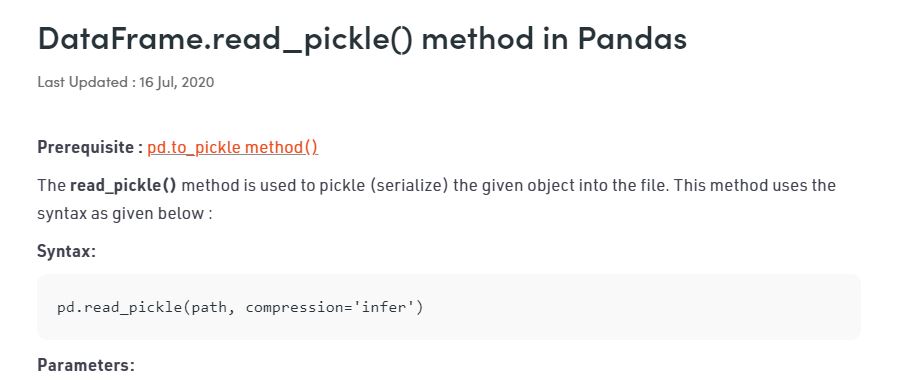 DataFrame.read_pickle() method in Pandas
Last Updated : 16 Jul, 2020
Prerequisite : pd.to_pickle method()
The read_pickle() method is used to pickle (serialize) the given object into the file. This method uses the
syntax as given below :
Syntax:
pd.read_pickle(path, compression='infer')
Parameters: